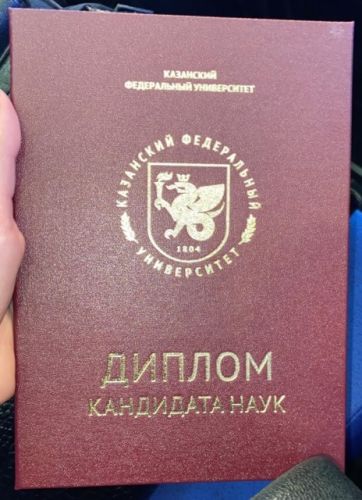 КАЗАНСКИЙ
ФЕДЕРАЛЬНЫЙ УНИВЕРСИТЕТ
КАЗАНСКИЙ ФЕДЕРАЛЬНЫЙ
1804
УНИВЕРСИТЕТ
ДИПЛОМ
КАНДИДАТА НАУК